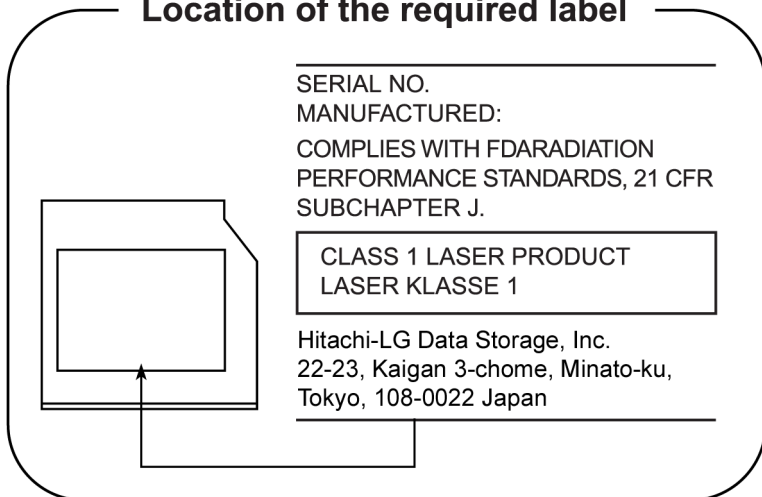 Location of the required label
SERIAL NO.
MANUFACTURED:
COMPLIES WITH FDARADIATION
PERFORMANCE STANDARDS, 21 CFR
SUBCHAPTER J.
CLASS 1 LASER PRODUCT
LASER KLASSE 1
Hitachi-LG Data Storage, Inc.
22-23, Kaigan 3-chome, Minato-ku,
Tokyo, 108-0022 Japan